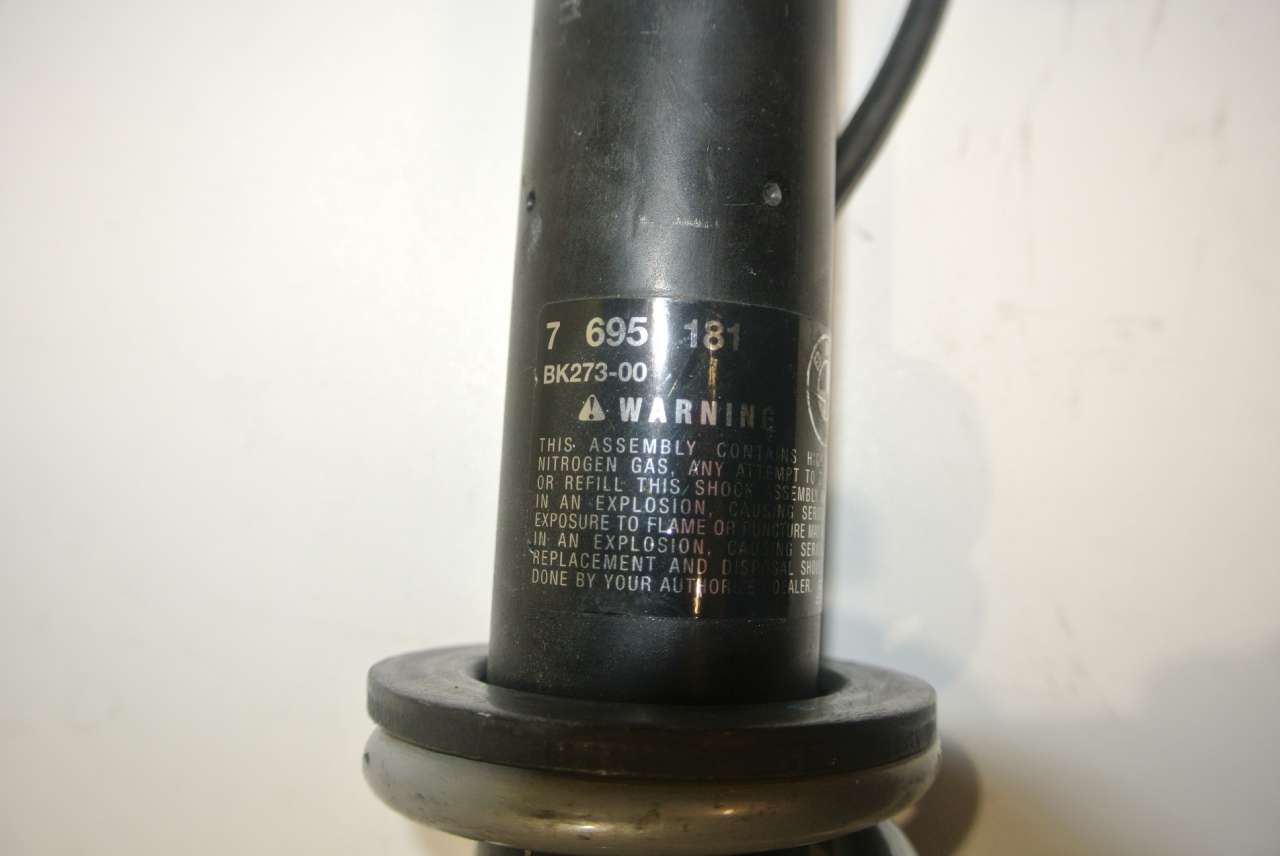 7 695 181
BK273-00
WARNING
THIS ASSEMBLY CONTAINS
NITROGEN GAS, ANY ATTEMPT TO
OR REFILL THIS SHOCK ASSEMBLY
IN AN EXPLOSION, CAUSING
EXPOSURE TO FLAME OR PUNCTURE MAY
IN AN EXPLOSION, CAUSING
REPLACEMENT AND DISPOSAL
DONE BY YOUR DEALER.